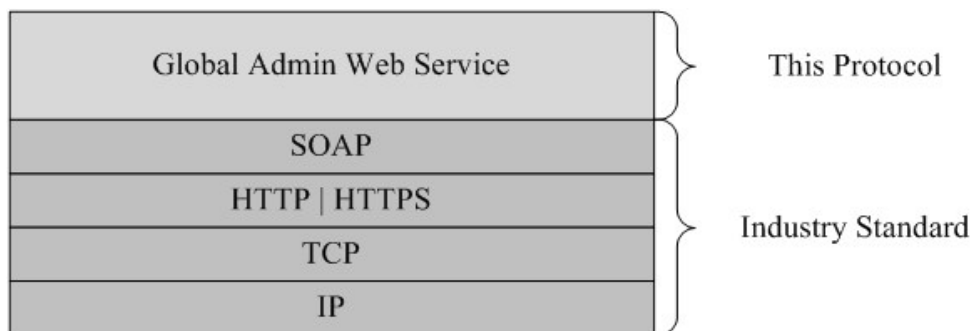 Global Admin Web Service
This Protocol
SOAP
HTTP | HTTPS
TCP
IP
Industry Standard